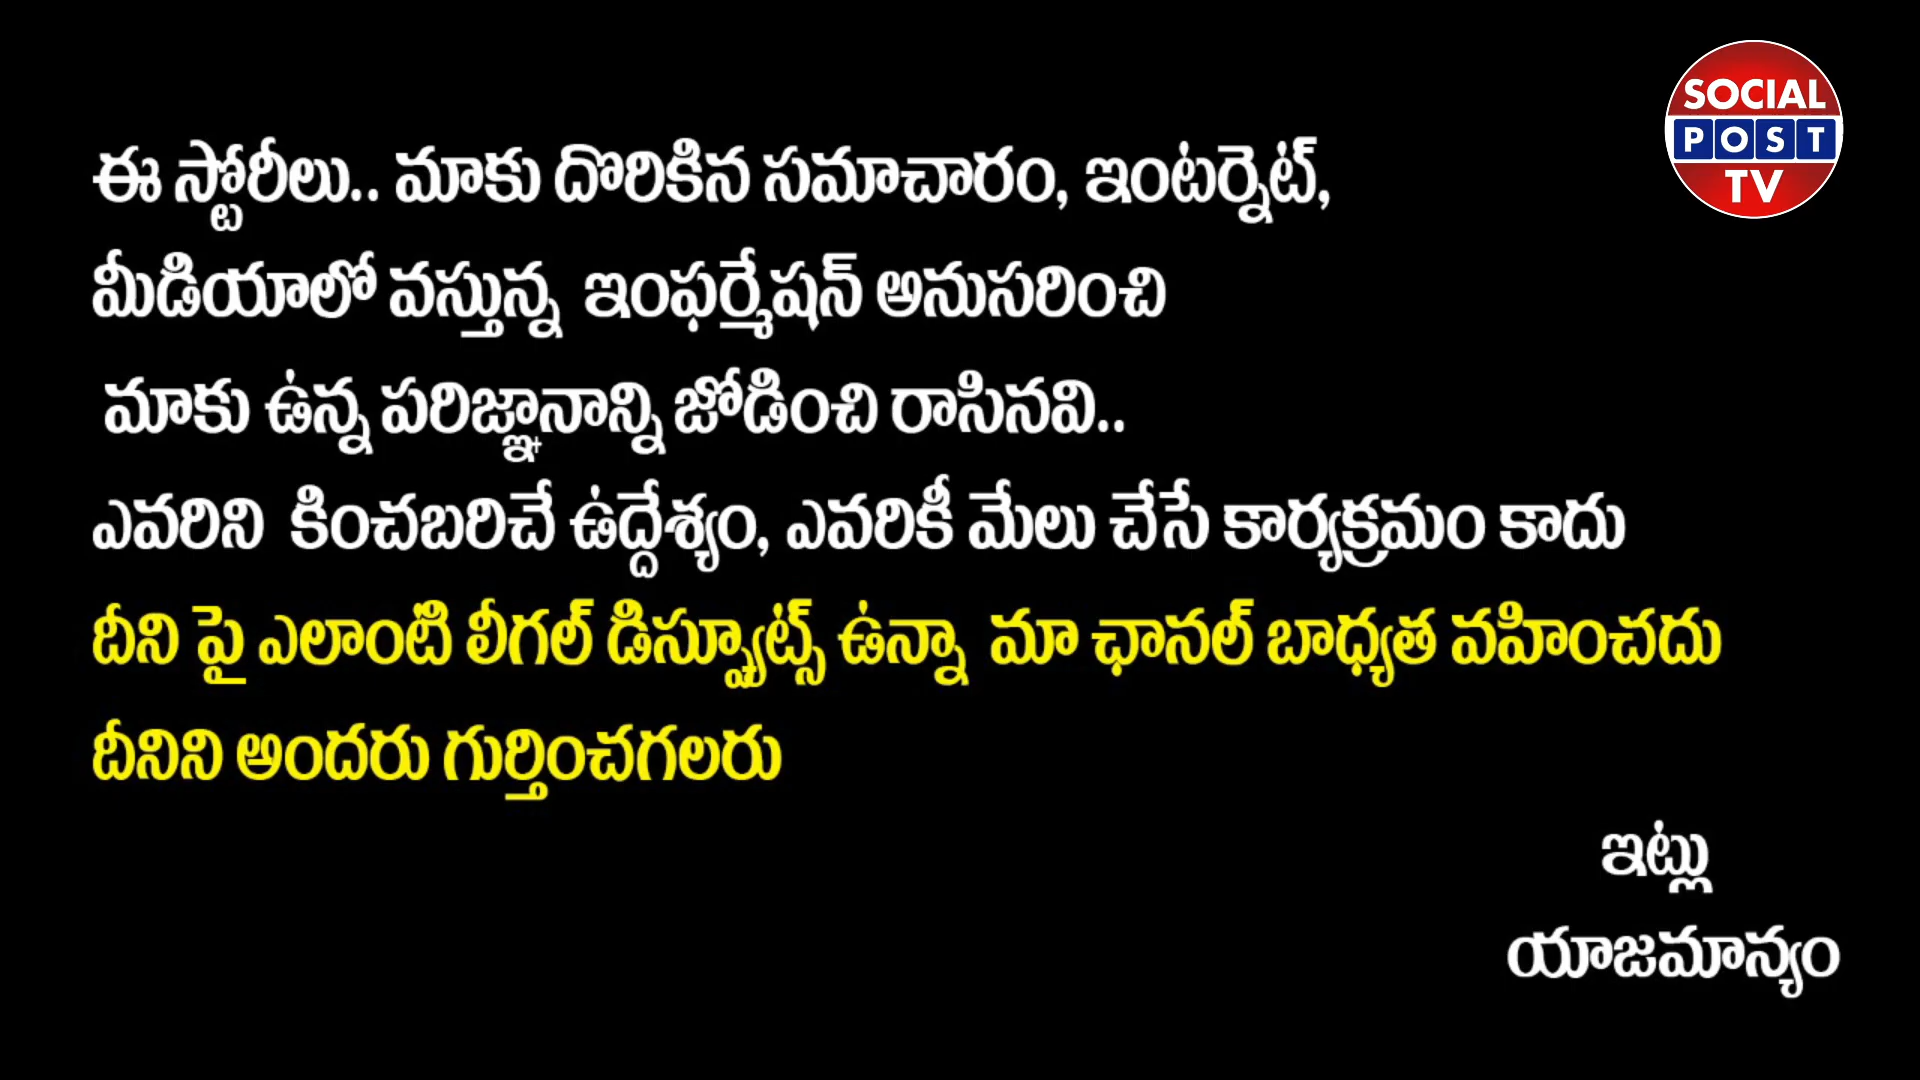 SOCIAL
POST
TV
ఈ స్టోరీలు.. మాకు దొరికిన సమాచారం, ఇంటర్నెట్,
మీడియాలో వస్తున్న ఇంఫర్మేషన్ అనుసరించి
మాకు ఉన్న పరిజ్ఞానాన్ని జోడించి రాసినవి..
ఎవరిని కించబరిచే ఉద్దేశ్యం, ఎవరికీ మేలు చేసే కార్యక్రమం కాదు
దీని పై ఎలాంటి లీగల్ డిస్ప్యూట్స్ ఉన్నా మా ఛానల్ బాధ్యత వహించదు
దీనిని అందరు గుర్తించగలరు
ఇట్లు
యాజమాన్యం